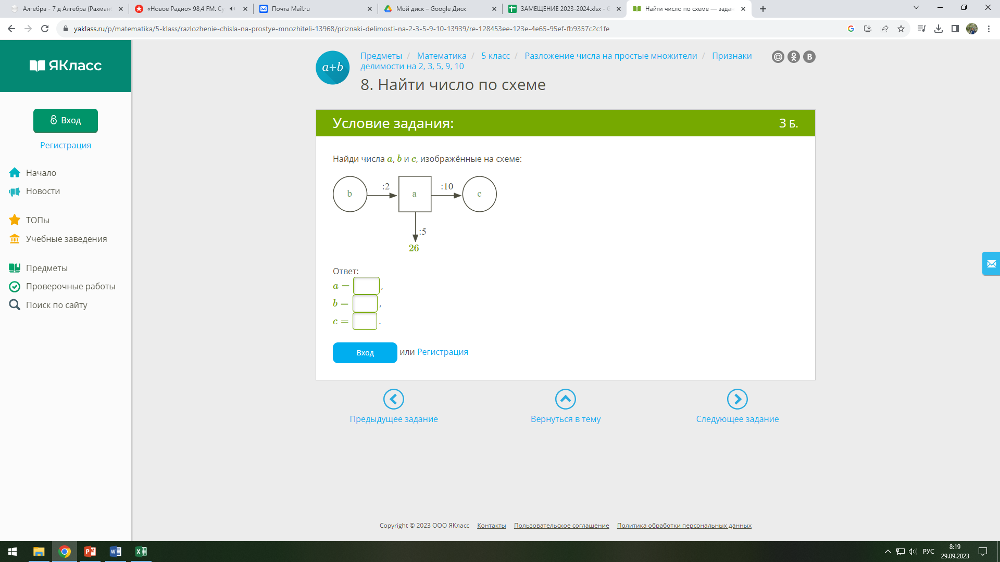 Алгебра - 7 д Алгебра (Рахман
«Новое Радио» 98,4 FM. Су
Почта Mail.ru
Мой диск – Google Диск
ЗАМЕЩЕНИЕ 2023-2024.xlsx - G
Найти число по схеме — задан
yaklass.ru/p/matematika/5-klass/razlozhenie-chisla-na-prostye-mnozhiteli-13968/priznaki-delimosti-na-2-3-5-9-10-13939/re-128453ee-123e-4e65-95ef-fb9357c2c1fe
ЯКласс
Вход
Регистрация
Начало
Новости
ТОПы
Учебные заведения
Предметы
Проверочные работы
Поиск по сайту
a+b
Предметы / Математика / 5 класс / Разложение числа на простые множители / Признаки
делимости на 2, 3, 5, 9, 10
8. Найти число по схеме
Условие задания:
3 Б.
Найди числа a, b и c, изображённые на схеме:
b :2 a :10 c
:5
26
Ответ:
a = ,
b = ,
c = .
Вход или Регистрация
Предыдущее задание
Вернуться в тему
Следующее задание
Copyright © 2023 ООО ЯКласс Контакты Пользовательское соглашение Политика обработки персональных данных
РУС
8:19
29.09.2023